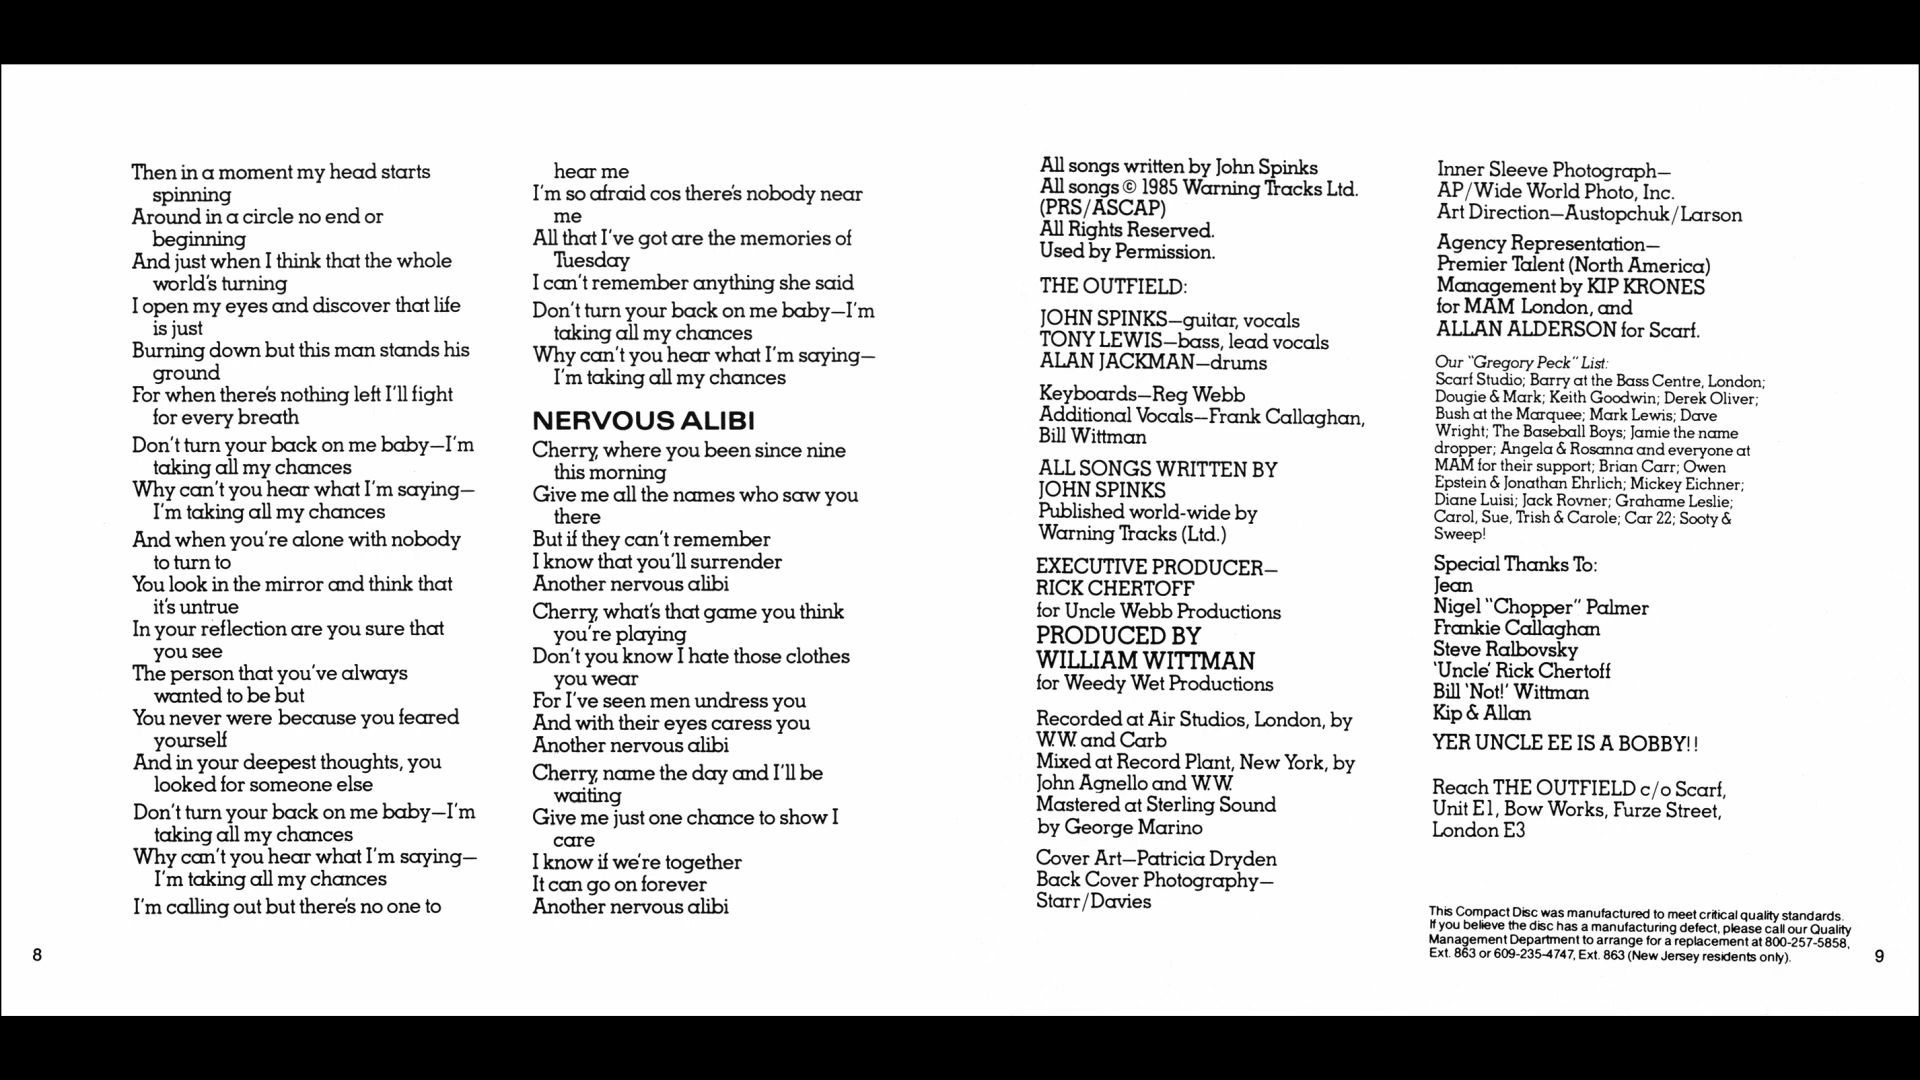 Then in a moment my head starts
spinning
Around in a circle no end or
beginning
And just when I think that the whole
world's turning
I open my eyes and discover that life
is just
Burning down but this man stands his
ground
For when there's nothing left I'll fight
for every breath
Don't turn your back on me baby—I'm
taking all my chances
Why can't you hear what I'm saying—
I'm taking all my chances
And when you're alone with nobody
to turn to
You look in the mirror and think that
it's untrue
In your reflection are you sure that
you see
The person that you've always
wanted to be but
You never were because you feared
yourself
And in your deepest thoughts, you
looked for someone else
Don't turn your back on me baby—I'm
taking all my chances
Why can't you hear what I'm saying—
I'm taking all my chances
I'm calling out but there's no one to
8
hear me
I'm so afraid cos there's nobody near
me
All that I've got are the memories of
Tuesday
I can't remember anything she said
Don't turn your back on me baby—I'm
taking all my chances
Why can't you hear what I'm saying—
I'm taking all my chances
NERVOUS ALIBI
Cherry, where you been since nine
this morning
Give me all the names who saw you
there
But if they can't remember
I know that you'll surrender
Another nervous alibi
Cherry, what's that game you think
you're playing
Don't you know I hate those clothes
you wear
For I've seen men undress you
And with their eyes caress you
Another nervous alibi
Cherry, name the day and I'll be
waiting
Give me just one chance to show I
care
I know if we're together
It can go on forever
Another nervous alibi
All songs written by John Spinks
All songs © 1985 Warning Tracks Ltd.
(PRS/ASCAP)
All Rights Reserved.
Used by Permission.
THE OUTFIELD:
JOHN SPINKS—guitar, vocals
TONY LEWIS—bass, lead vocals
ALAN JACKMAN—drums
Keyboards—Reg Webb
Additional Vocals—Frank Callaghan,
Bill Wittman
ALL SONGS WRITTEN BY
JOHN SPINKS
Published world-wide by
Warning Tracks (Ltd.)
EXECUTIVE PRODUCER—
RICK CHERTOFF
for Uncle Webb Productions
PRODUCED BY
WILLIAM WITTMAN
for Weedy Wet Productions
Recorded at Air Studios, London, by
W.W. and Carb
Mixed at Record Plant, New York, by
John Agnello and W.W.
Mastered at Sterling Sound
by George Marino
Cover Art—Patricia Dryden
Back Cover Photography—
Starr/Davies
Inner Sleeve Photograph—
AP/Wide World Photo, Inc.
Art Direction—Austopchuk/Larson
Agency Representation—
Premier Talent (North America)
Management by KIP KRONES
for MAM London, and
ALLAN ALDERSON for Scarf.
Our "Gregory Peck" List:
Scarf Studio; Barry at the Bass Centre, London;
Dougie & Mark; Keith Goodwin; Derek Oliver;
Bush at the Marquee; Mark Lewis; Dave
Wright; The Baseball Boys; Jamie the name
dropper; Angela & Rosanna and everyone at
MAM for their support; Brian Carr; Owen
Epstein & Jonathan Ehrlich; Mickey Eichner;
Diane Luisi; Jack Rovner; Grahame Leslie;
Carol, Sue, Trish & Carole; Car 22; Sooty &
Sweep!
Special Thanks To:
Jean
Nigel "Chopper" Palmer
Frankie Callaghan
Steve Ralbovsky
'Uncle' Rick Chertoff
Bill 'Not!' Wittman
Kip & Allan
YER UNCLE EE IS A BOBBY!!
Reach THE OUTFIELD c/o Scarf,
Unit E1, Bow Works, Furze Street,
London E3
This Compact Disc was manufactured to meet critical quality standards.
If you believe the disc has a manufacturing defect, please call our Quality
Management Department to arrange for a replacement at 800-257-5858,
Ext. 863 or 609-235-4747, Ext. 863 (New Jersey residents only).
9